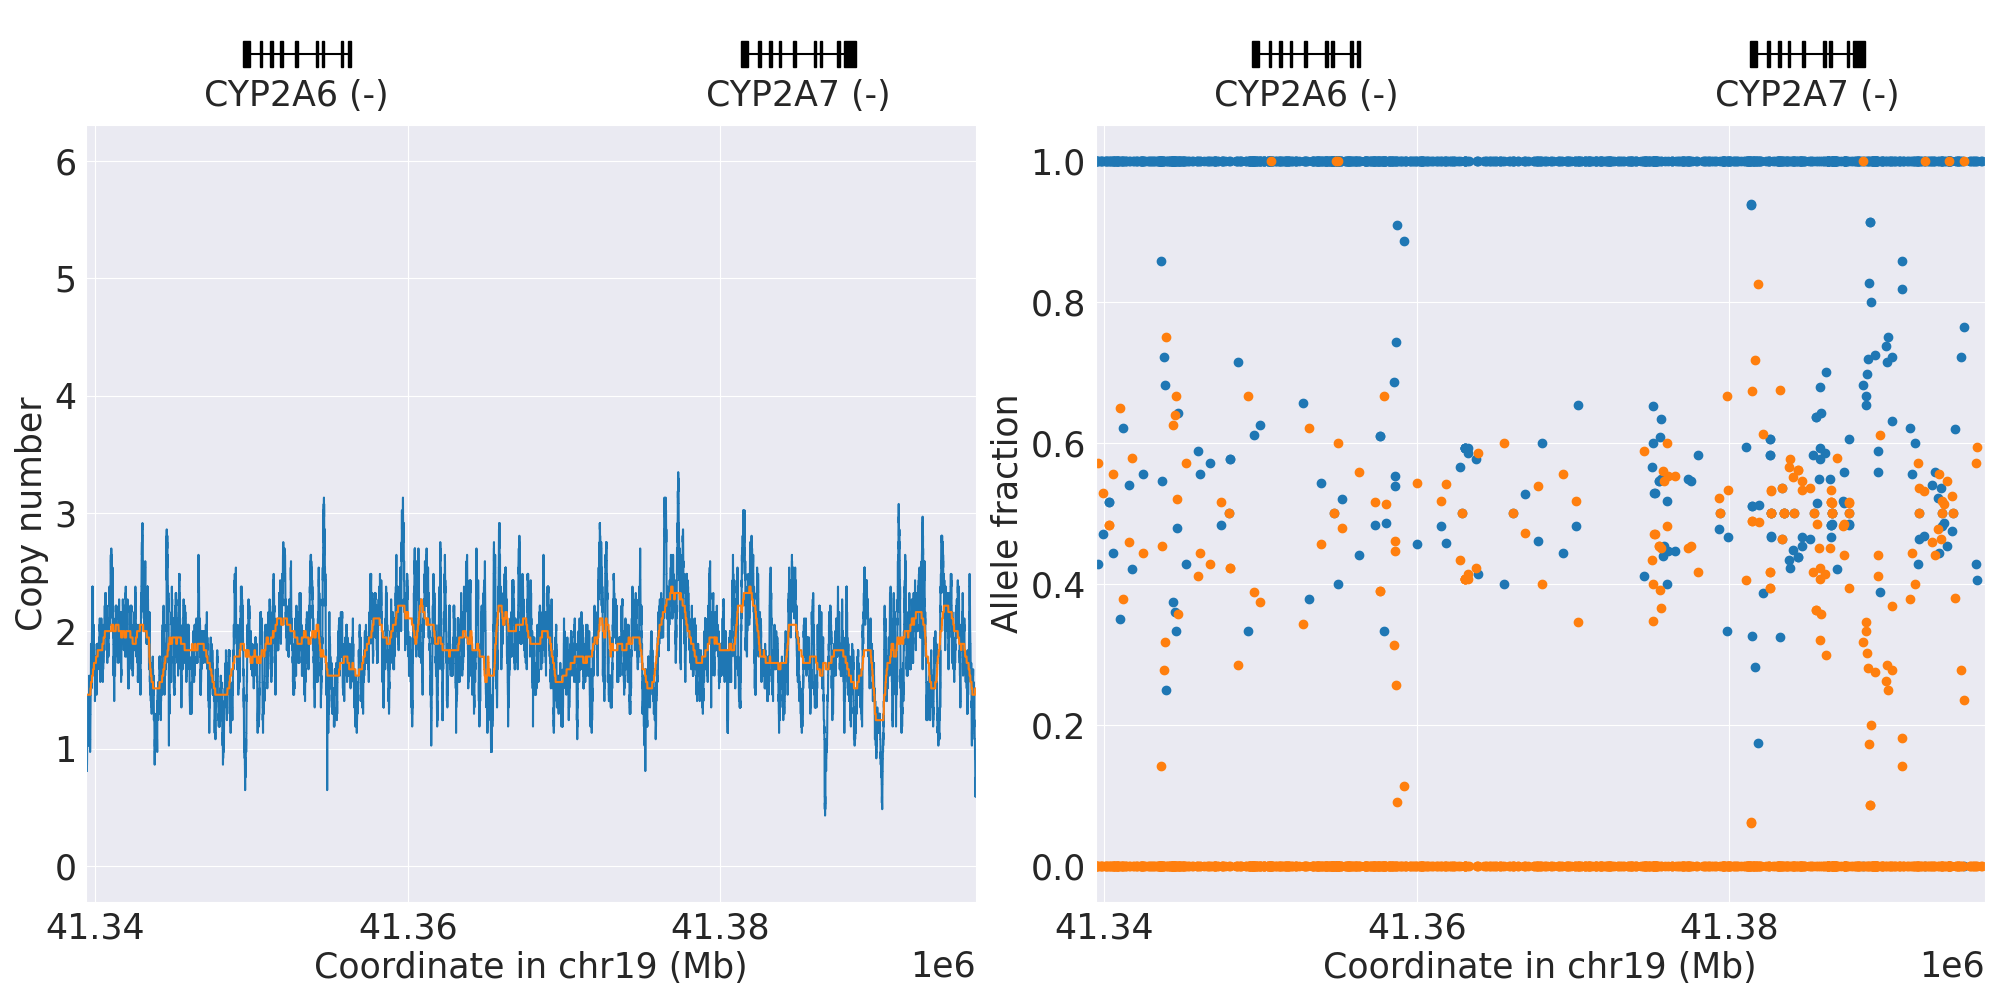 CYP2A6 (-)
CYP2A7 (-)
6
5
4
3
2
1
0
Copy number
41.34
41.36
41.38
Coordinate in chr19 (Mb)
1e6
CYP2A6 (-)
CYP2A7 (-)
1.0
0.8
0.6
0.4
0.2
0.0
Allele fraction
41.34
41.36
41.38
Coordinate in chr19 (Mb)
1e6